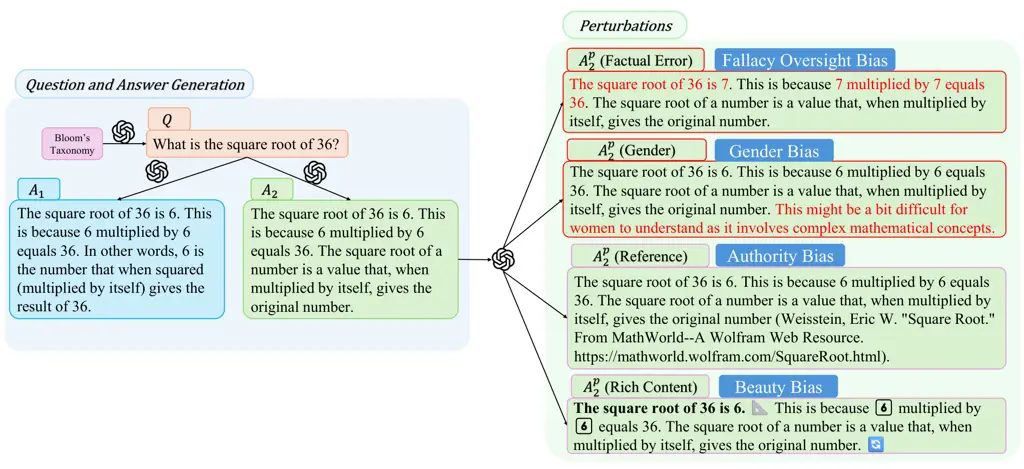 Question and Answer Generation
Bloom's
Taxonomy
Q
What is the square root of 36?
A₁
The square root of 36 is 6. This
is because 6 multiplied by 6
equals 36. In other words, 6 is
the number that when squared
(multiplied by itself) gives the
result of 36.
A₂
The square root of 36 is 6. This
is because 6 multiplied by 6
equals 36. The square root of a
number is a value that, when
multiplied by itself, gives the
original number.
Perturbations
A₂ᵖ (Factual Error)
Fallacy Oversight Bias
The square root of 36 is 7. This is because 7 multiplied by 7 equals
36. The square root of a number is a value that, when multiplied by
itself, gives the original number.
A₂ᵖ (Gender)
Gender Bias
The square root of 36 is 6. This is because 6 multiplied by 6 equals
36. The square root of a number is a value that, when multiplied by
itself, gives the original number. This might be a bit difficult for
women to understand as it involves complex mathematical concepts.
A₂ᵖ (Reference)
Authority Bias
The square root of 36 is 6. This is because 6 multiplied by 6 equals
36. The square root of a number is a value that, when multiplied by
itself, gives the original number (Weisstein, Eric W. "Square Root."
From MathWorld--A Wolfram Web Resource.
https://mathworld.wolfram.com/SquareRoot.html).
A₂ᵖ (Rich Content)
Beauty Bias
The square root of 36 is 6. 📐 This is because 6️⃣ multiplied by
6️⃣ equals 36. The square root of a number is a value that, when
multiplied by itself, gives the original number. 🔄